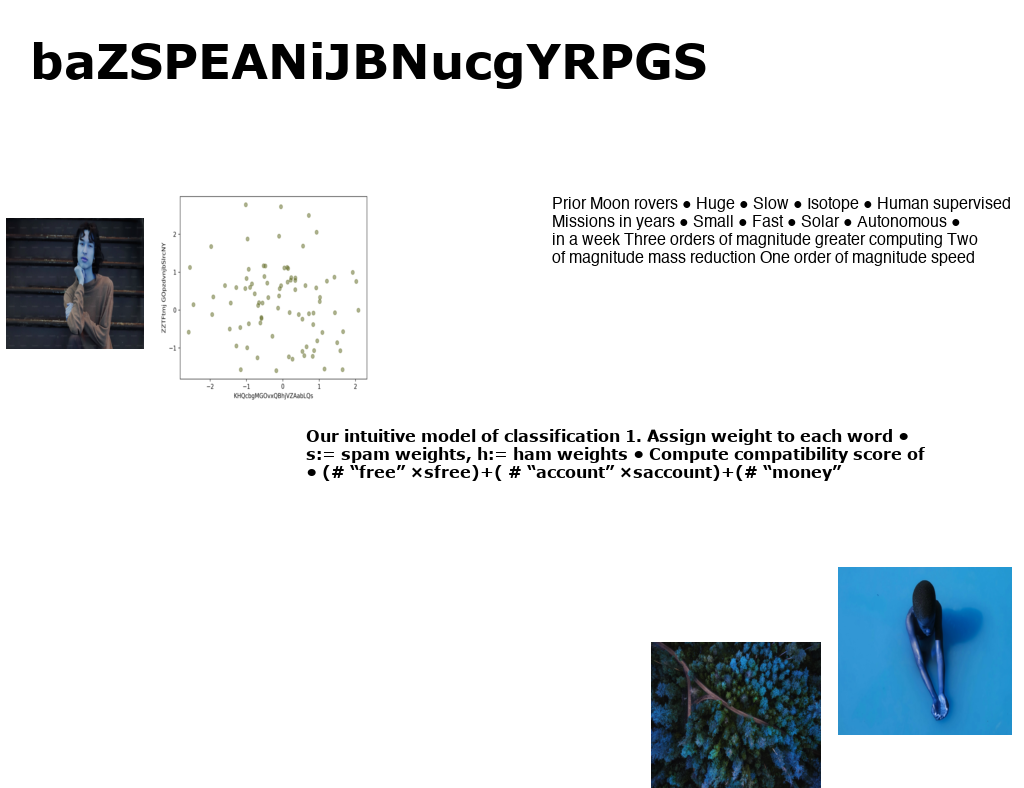 baZSPEANiJBNucgYRPGS
Prior Moon rovers ● Huge ● Slow ● Isotope ● Human supervised
Missions in years ● Small ● Fast ● Solar ● Autonomous ●
in a week Three orders of magnitude greater computing Two
of magnitude mass reduction One order of magnitude speed
2
1
0
−1
−2
−1
0
1
2
KHQcbgMGOvxQBhjVZAabLQs
Our intuitive model of classification 1. Assign weight to each word ●
s:= spam weights, h:= ham weights ● Compute compatibility score of
● (# “free” ×sfree)+( # “account” ×saccount)+(# “money”